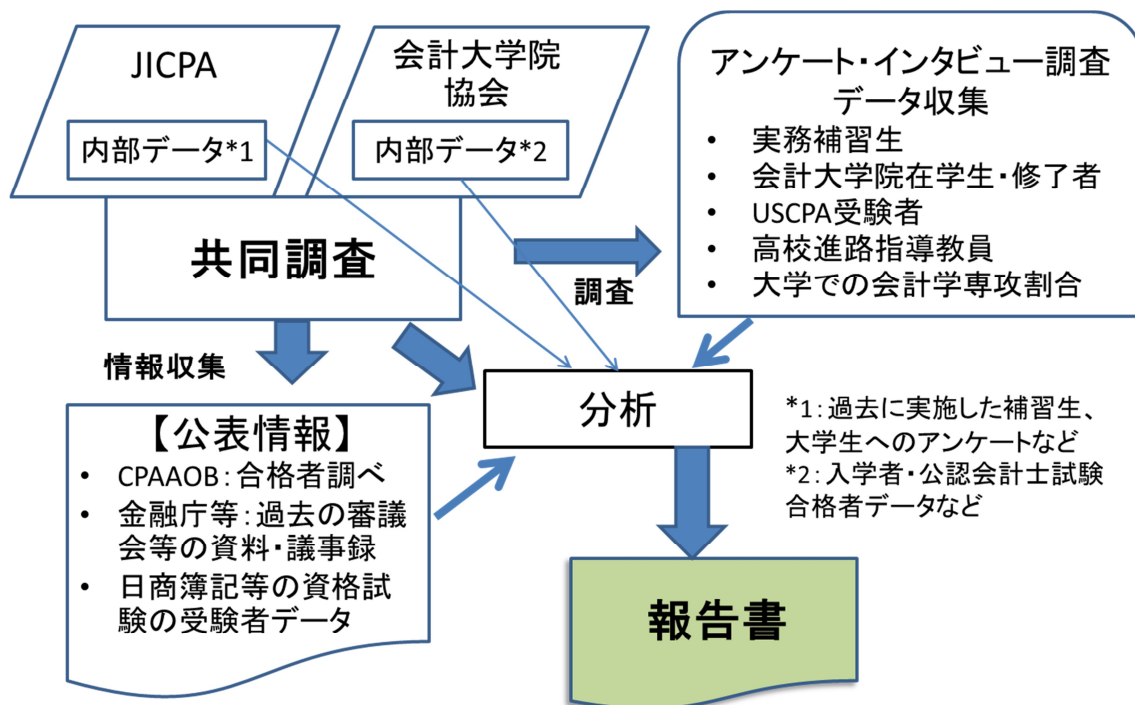 JICPA
内部データ*1
会計大学院
協会
内部データ*2
共同調査
調査
アンケート・インタビュー調査
データ収集
• 実務補習生
• 会計大学院在学生・修了者
• USCPA受験者
• 高校進路指導教員
• 大学での会計学専攻割合
情報収集
【公表情報】
• CPAAOB：合格者調べ
• 金融庁等：過去の審議
会等の資料・議事録
• 日商簿記等の資格試
験の受験者データ
分析
*1：過去に実施した補習生、
大学生へのアンケートなど
*2：入学者・公認会計士試験
合格者データなど
報告書